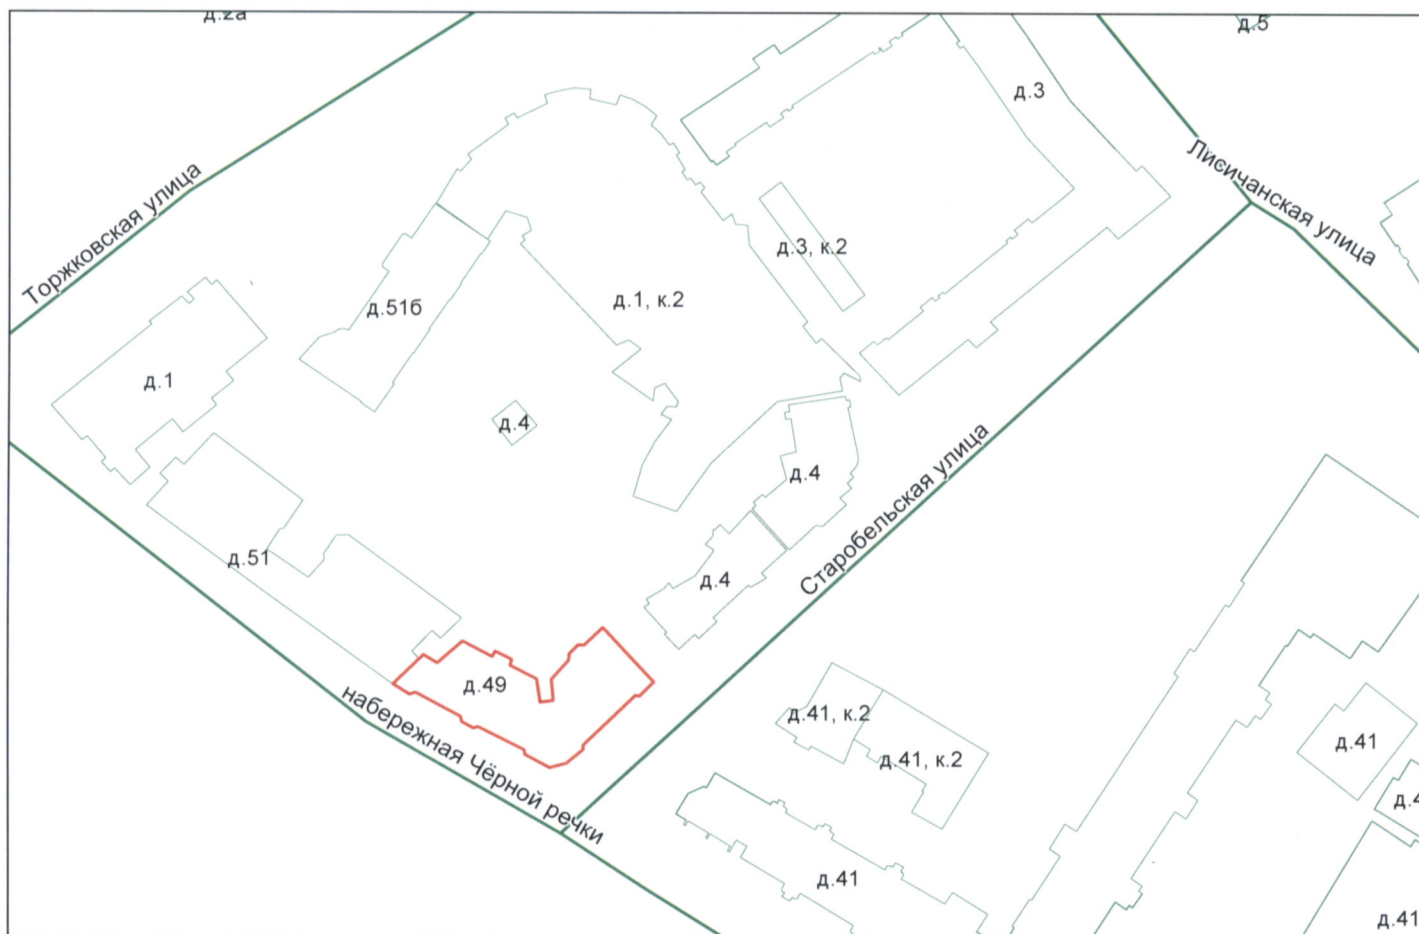 д.2а
д.5
д.3
Торжковская улица
Лисичанская улица
д.3, к.2
д.51б
д.1, к.2
д.1
д.4
д.4
Старобельская улица
д.51
д.4
д.49
набережная Чёрной речки
д.41, к.2
д.41, к.2
д.41
д.4
д.41
д.41